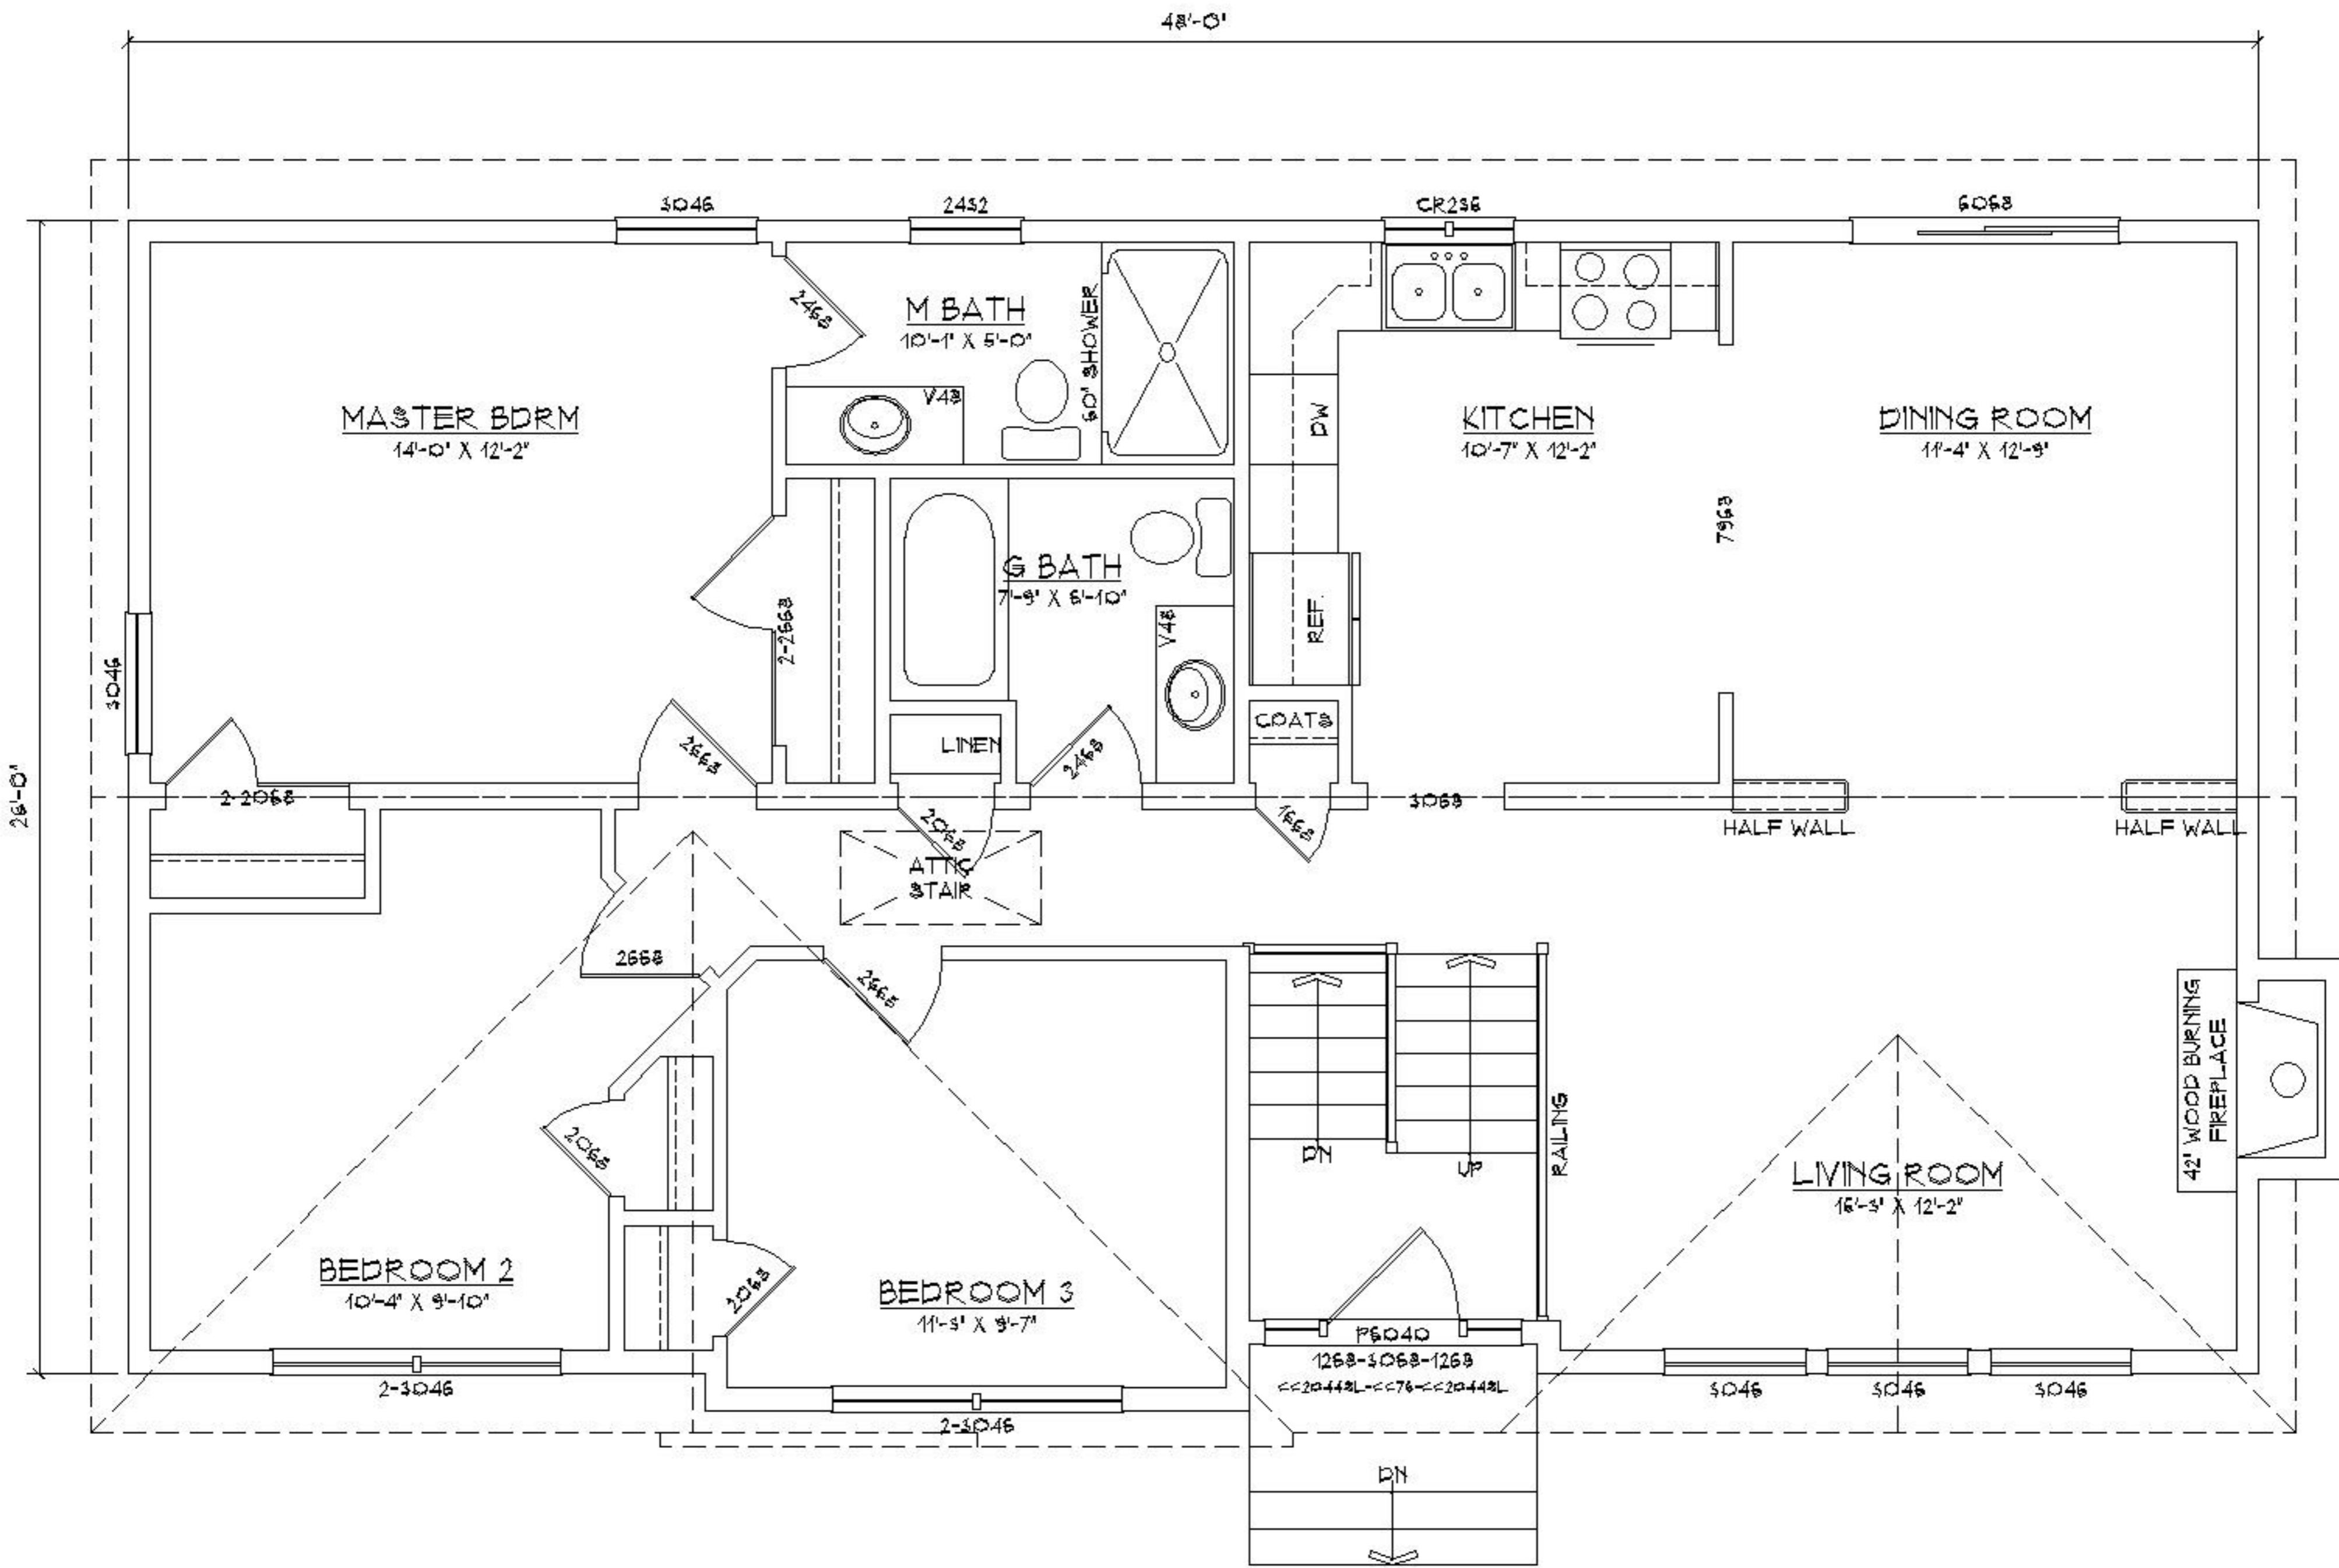 48'-0"
3046
2432
CR236
6068
2468
M BATH
10'-1" X 5'-0"
60" SHOWER
V48
MASTER BDRM
14'-0" X 12'-2"
DW
KITCHEN
10'-7" X 12'-2"
DINING ROOM
11'-4" X 12'-9"
7968
G BATH
7'-9" X 6'-10"
V48
REF.
2-2668
3046
26'-0"
2668
LINEN
2468
COATS
2-2068
2068
1668
3068
HALF WALL
HALF WALL
ATTIC
STAIR
2668
2668
42" WOOD BURNING
FIREPLACE
RAILING
DN
UP
2068
LIVING ROOM
16'-3" X 12'-2"
BEDROOM 2
10'-4" X 9'-10"
2068
BEDROOM 3
11'-3" X 9'-7"
P6040
1268-3068-1268
<<20448L-<<76-<<20448L
2-3046
3046
3046
3046
2-3046
DN